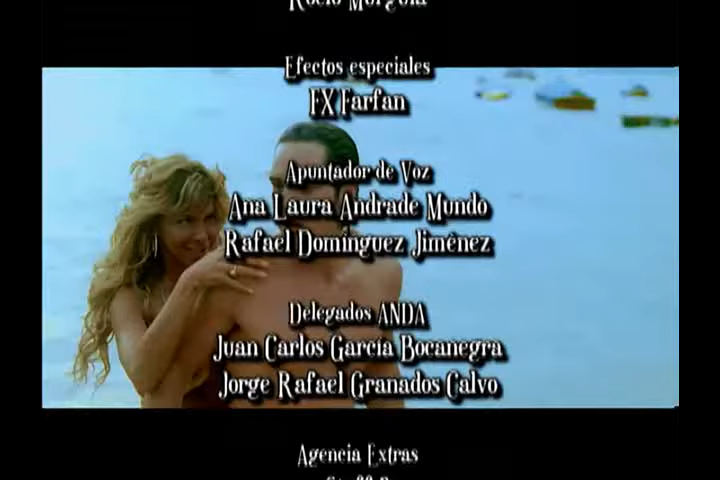 Efectos especiales
FX Farfan
Apuntador de Voz
Ana Laura Andrade Mundo
Rafael Domínguez Jiménez
Delegados ANDA
Juan Carlos García Bocanegra
Jorge Rafael Granados Calvo
Agencia Extras